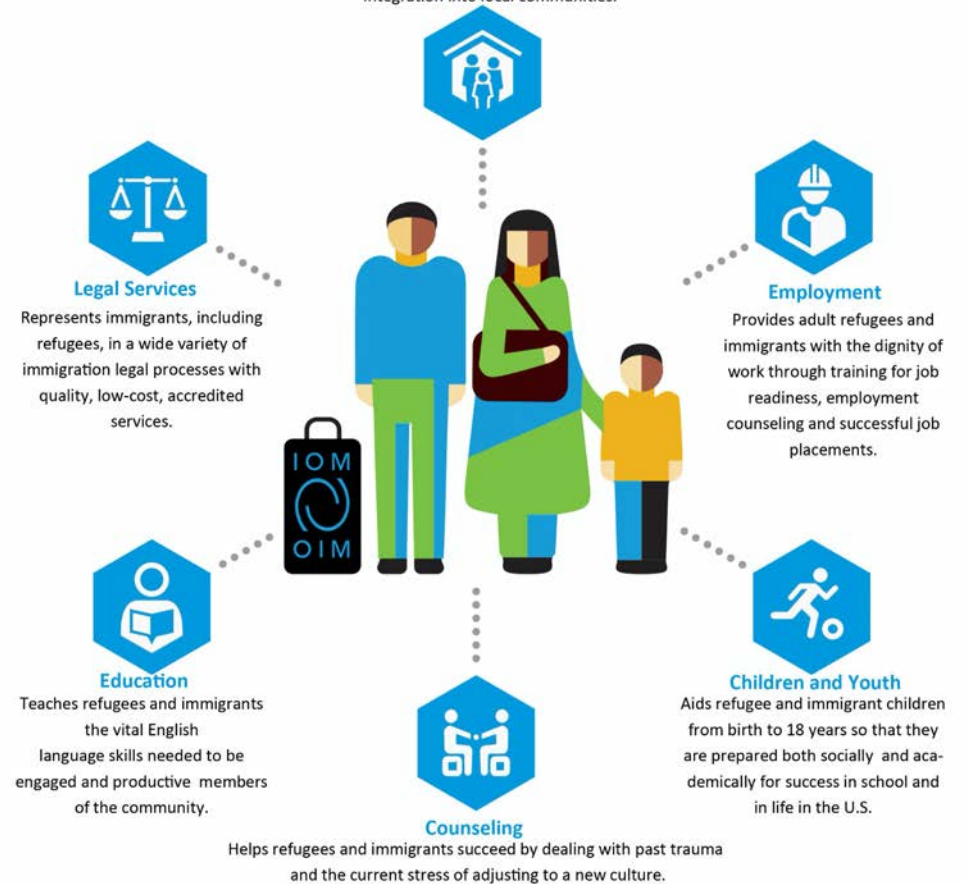 integration into local communities.
Legal Services
Represents immigrants, including
refugees, in a wide variety of
immigration legal processes with
quality, low-cost, accredited
services.
Employment
Provides adult refugees and
immigrants with the dignity of
work through training for job
readiness, employment
counseling and successful job
placements.
IOM
OIM
Education
Teaches refugees and immigrants
the vital English
language skills needed to be
engaged and productive members
of the community.
Children and Youth
Aids refugee and immigrant children
from birth to 18 years so that they
are prepared both socially and aca-
demically for success in school and
in life in the U.S.
Counseling
Helps refugees and immigrants succeed by dealing with past trauma
and the current stress of adjusting to a new culture.